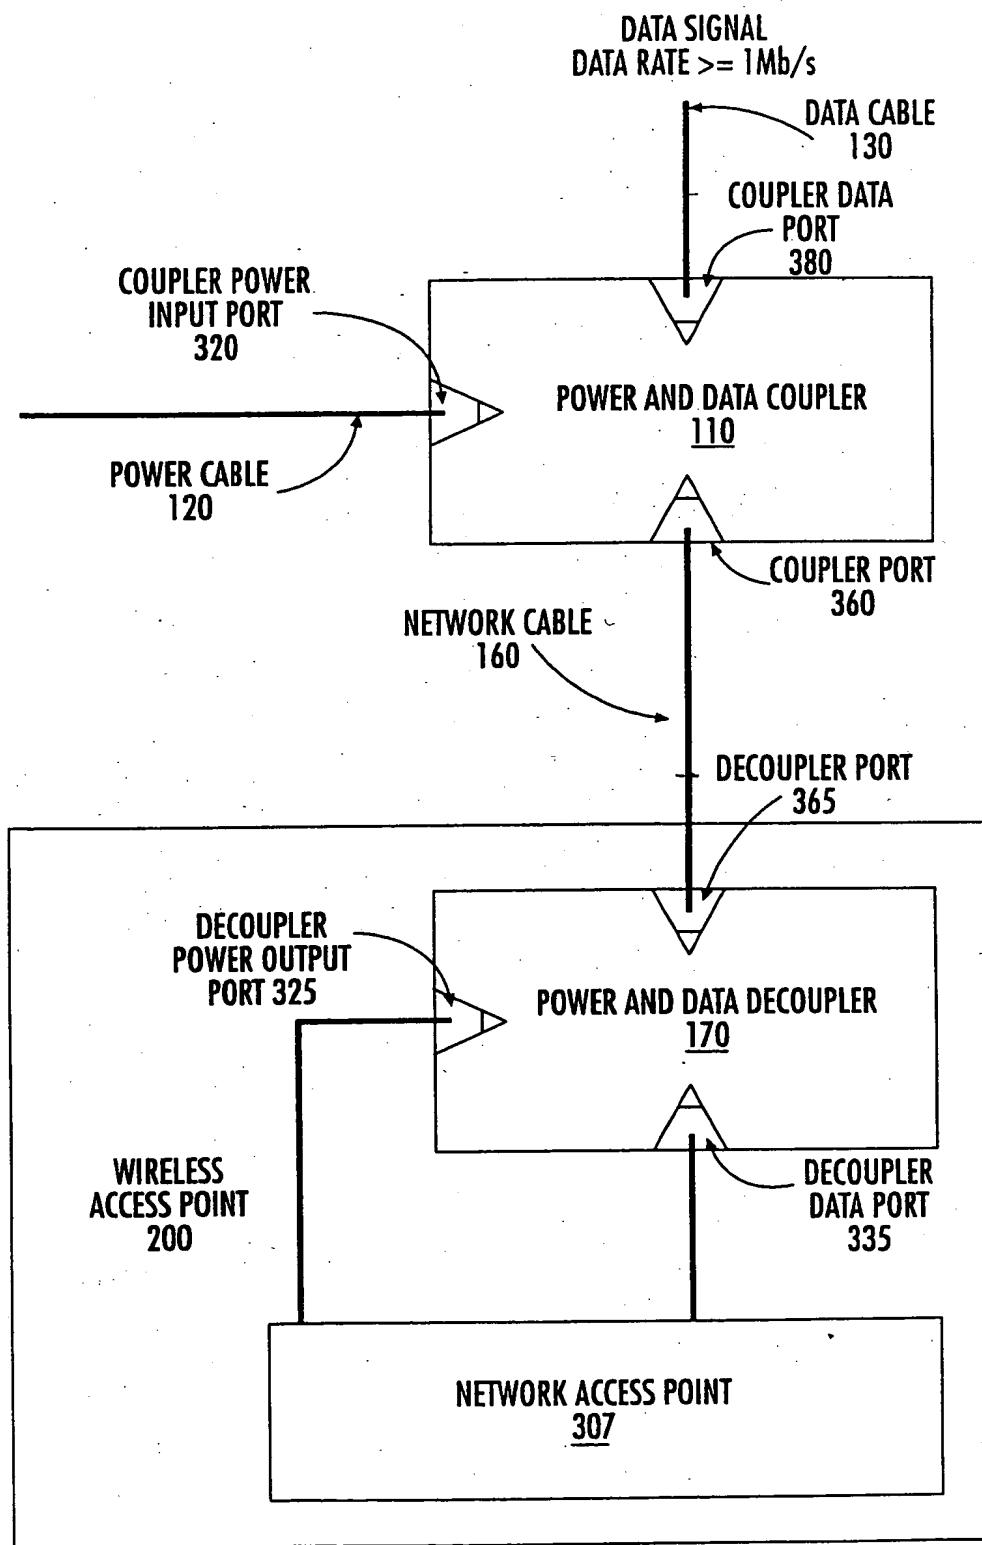 DATA SIGNAL
DATA RATE >= 1Mb/s
DATA CABLE
130
COUPLER DATA
PORT
380
COUPLER POWER
INPUT PORT
320
POWER AND DATA COUPLER
110
POWER CABLE
120
COUPLER PORT
360
NETWORK CABLE
160
DECOUPLER PORT
365
DECOUPLER
POWER OUTPUT
PORT 325
POWER AND DATA DECOUPLER
170
WIRELESS
ACCESS POINT
200
DECOUPLER
DATA PORT
335
NETWORK ACCESS POINT
307